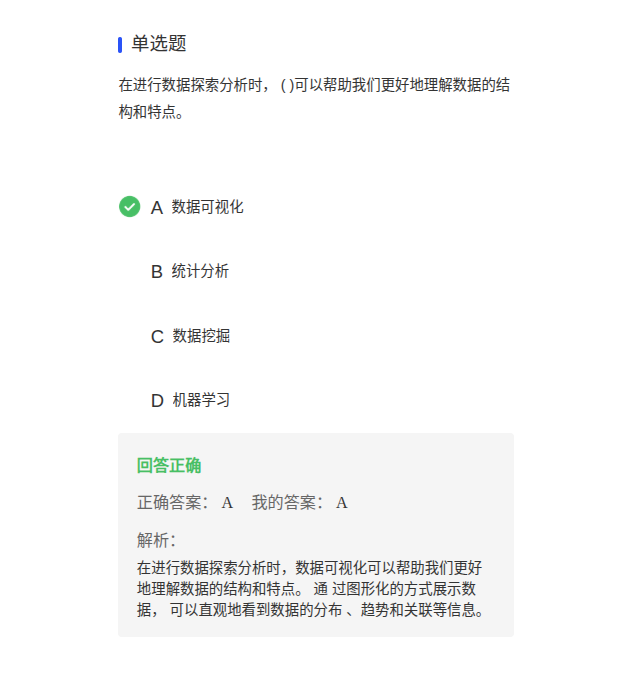 单选题
在进行数据探索分析时， ( )可以帮助我们更好地理解数据的结
构和特点。
A 数据可视化
B 统计分析
C 数据挖掘
D 机器学习
回答正确
正确答案： A 我的答案： A
解析：
在进行数据探索分析时，数据可视化可以帮助我们更好
地理解数据的结构和特点。 通 过图形化的方式展示数
据， 可以直观地看到数据的分布 、趋势和关联等信息。